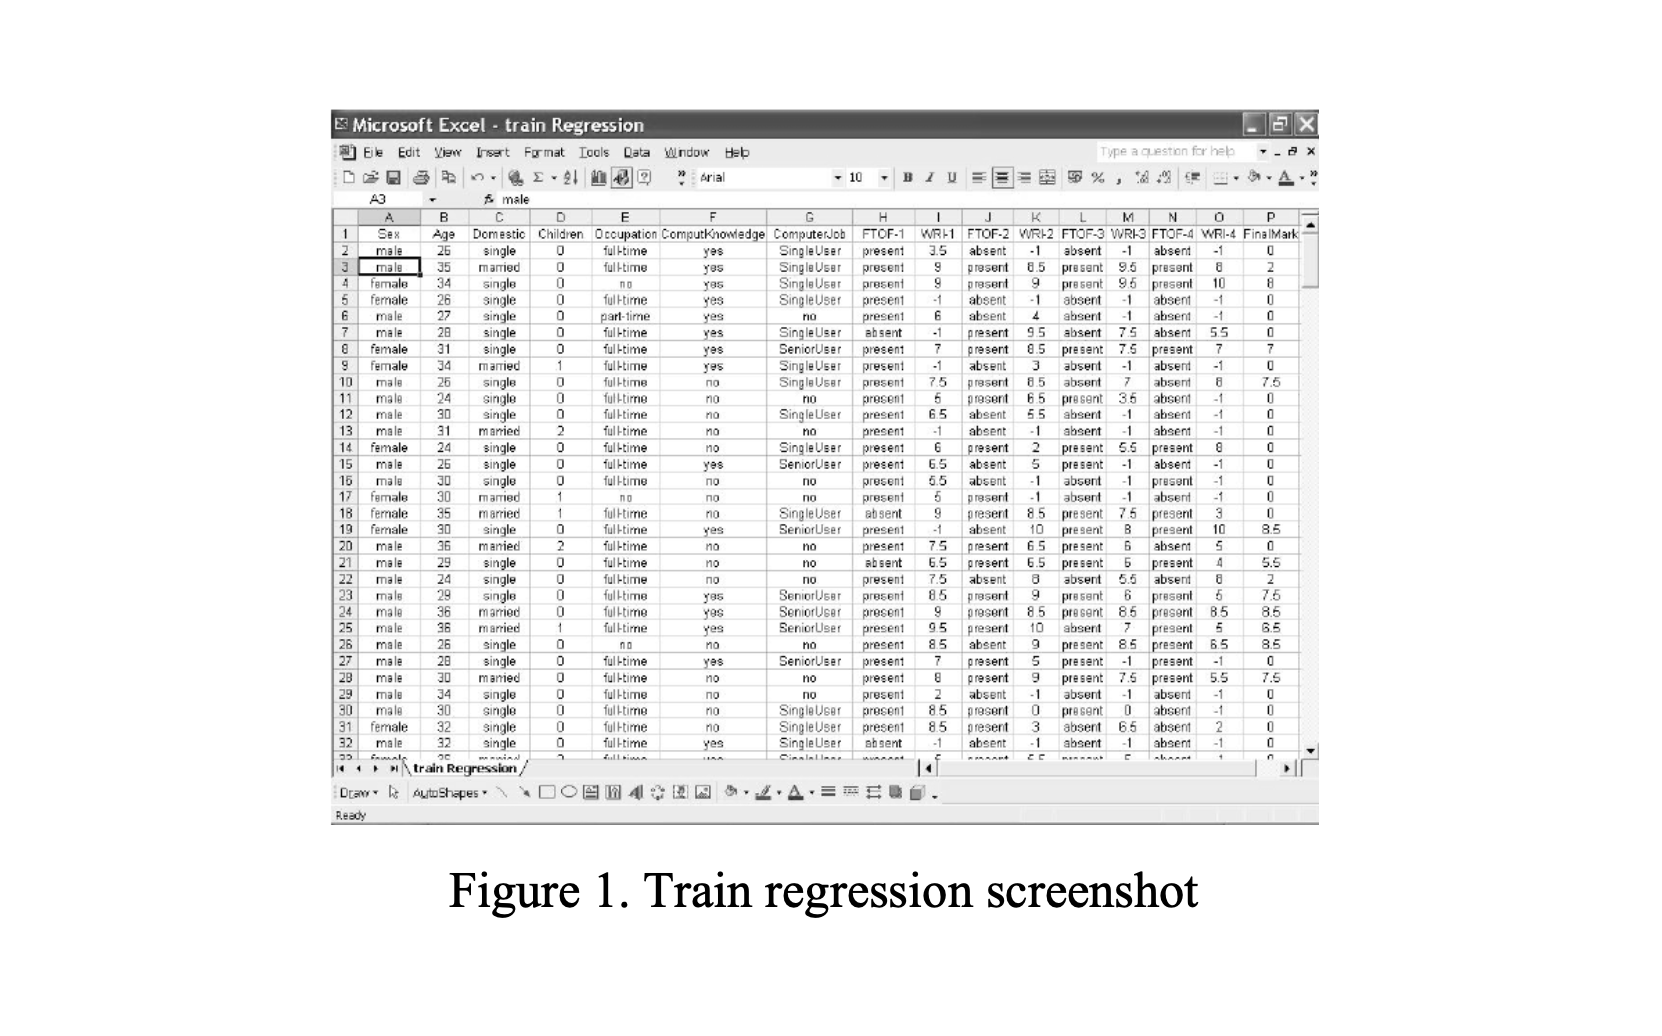 Microsoft Excel - train Regression
File Edit View Insert Format Tools Data Window Help Type a question for help
Arial 10 B I U
A3 fx male
A B C D E F G H I J K L M N O P
1 Sex Age Domestic Children Occupation ComputKnowledge ComputerJob FTOF-1 WRI-1 FTOF-2 WRI-2 FTOF-3 WRI-3 FTOF-4 WRI-4 FinalMark
2 male 26 single 0 full-time yes SingleUser present 3.5 absent -1 absent -1 absent -1 0
3 male 35 married 0 full-time yes SingleUser present 9 present 8.5 present 9.5 present 8 2
4 female 34 single 0 no yes SingleUser present 9 present 9 present 9.5 present 10 8
5 female 26 single 0 full-time yes SingleUser present -1 absent -1 absent -1 absent -1 0
6 male 27 single 0 part-time yes no present 6 absent 4 absent -1 absent -1 0
7 male 28 single 0 full-time yes SingleUser absent -1 present 9.5 absent 7.5 absent 5.5 0
8 female 31 single 0 full-time yes SeniorUser present 7 present 8.5 present 7.5 present 7 7
9 female 34 married 1 full-time yes SingleUser present -1 absent 3 absent -1 absent -1 0
10 male 26 single 0 full-time no SingleUser present 7.5 present 8.5 absent 7 absent 8 7.5
11 male 24 single 0 full-time no no present 5 present 6.5 present 3.5 absent -1 0
12 male 30 single 0 full-time no SingleUser present 6.5 absent 5.5 absent -1 absent -1 0
13 male 31 married 2 full-time no no present -1 absent -1 absent -1 absent -1 0
14 female 24 single 0 full-time no SingleUser present 6 present 2 present 5.5 present 8 0
15 male 26 single 0 full-time yes SeniorUser present 6.5 absent 5 present -1 absent -1 0
16 male 30 single 0 full-time no no present 5.5 absent -1 absent -1 present -1 0
17 female 30 married 1 no no no present 5 present -1 absent -1 absent -1 0
18 female 35 married 1 full-time no SingleUser absent 9 present 8.5 present 7.5 present 3 0
19 female 30 single 0 full-time yes SeniorUser present -1 absent 10 present 8 present 10 8.5
20 male 36 married 2 full-time no no present 7.5 present 6.5 present 6 absent 5 0
21 male 29 single 0 full-time no no absent 6.5 present 6.5 present 6 present 4 5.5
22 male 24 single 0 full-time no no present 7.5 absent 8 absent 5.5 absent 8 2
23 male 29 single 0 full-time yes SeniorUser present 8.5 present 9 present 6 present 5 7.5
24 male 36 married 0 full-time yes SeniorUser present 9 present 8.5 present 8.5 present 8.5 8.5
25 male 36 married 1 full-time yes SeniorUser present 9.5 present 10 absent 7 present 5 6.5
26 male 26 single 0 no no no present 8.5 absent 9 present 8.5 present 6.5 8.5
27 male 28 single 0 full-time yes SeniorUser present 7 present 5 present -1 present -1 0
28 male 30 married 0 full-time no no present 8 present 9 present 7.5 present 5.5 7.5
29 male 34 single 0 full-time no no present 2 absent -1 absent -1 absent -1 0
30 male 30 single 0 full-time no SingleUser present 8.5 present 0 present 0 absent -1 0
31 female 32 single 0 full-time no SingleUser present 8.5 present 3 absent 6.5 absent 2 0
32 male 32 single 0 full-time yes SingleUser absent -1 absent -1 absent -1 absent -1 0
train Regression
Draw AutoShapes
Ready
Figure 1. Train regression screenshot